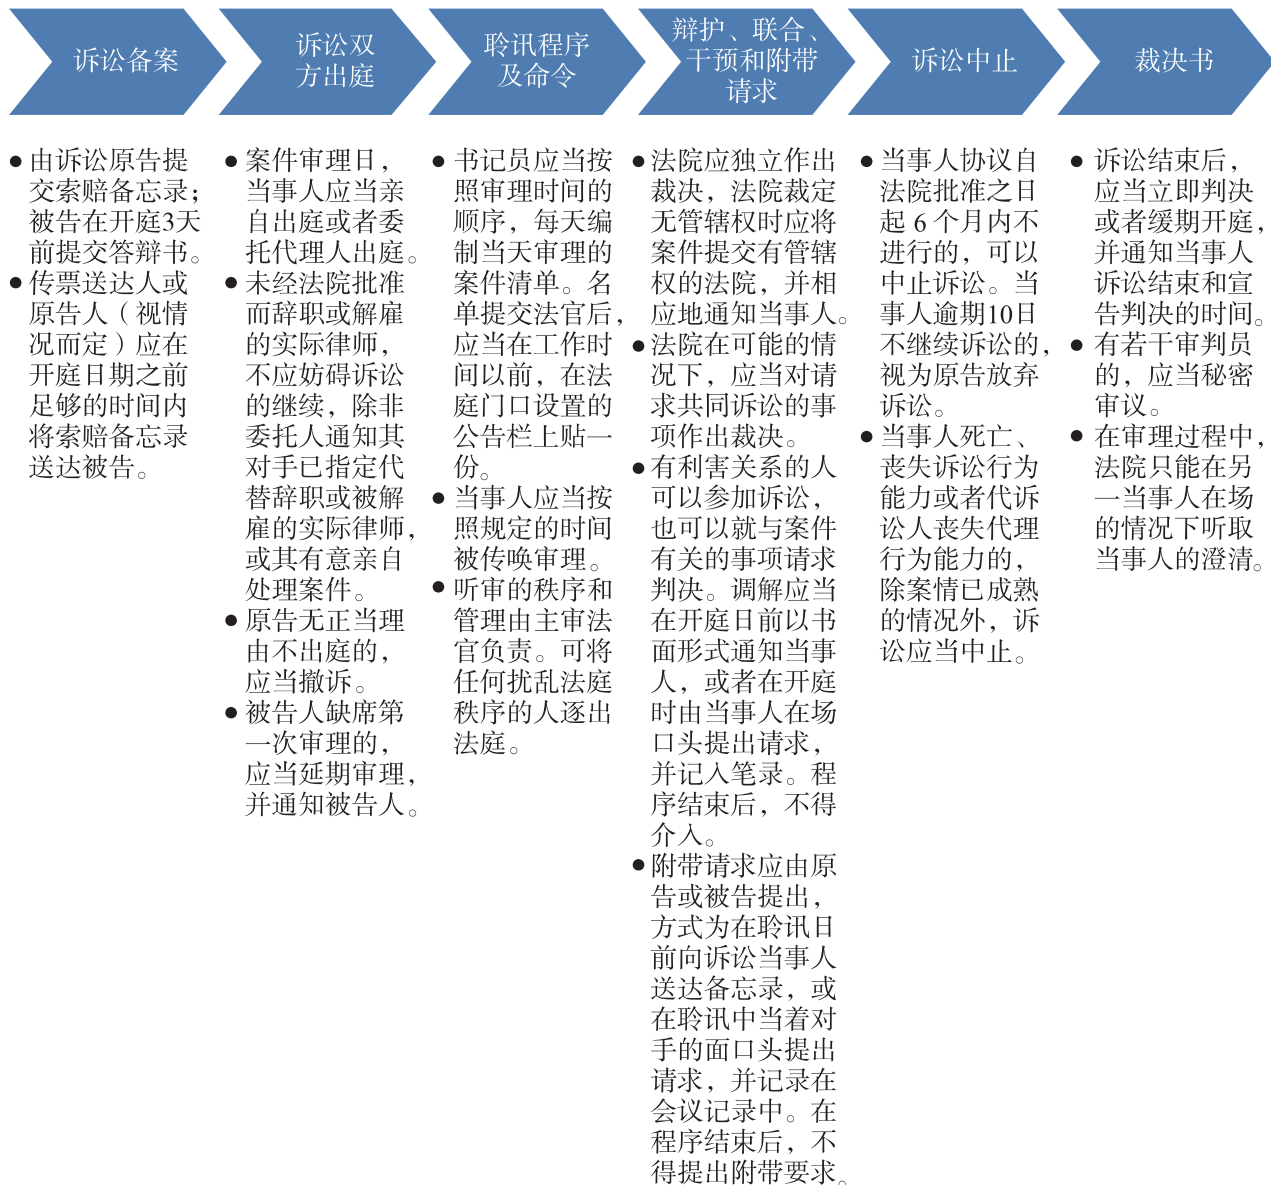 诉讼备案
诉讼双
方出庭
聆讯程序
及命令
辩护、联合、
干预和附带
请求
诉讼中止
裁决书
● 由诉讼原告提
交索赔备忘录；
被告在开庭3天
前提交答辩书。
● 传票送达人或
原告人（视情
况而定）应在
开庭日期之前
足够的时间内
将索赔备忘录
送达被告。
● 案件审理日，
当事人应当亲
自出庭或者委
托代理人出庭。
● 未经法院批准
而辞职或解雇
的实际律师，
不应妨碍诉讼
的继续，除非
委托人通知其
对手已指定代
替辞职或被解
雇的实际律师，
或其有意亲自
处理案件。
● 原告无正当理
由不出庭的，
应当撤诉。
● 被告人缺席第
一次审理的，
应当延期审理，
并通知被告人。
● 书记员应当按
照审理时间的
顺序，每天编
制当天审理的
案件清单。名
单提交法官后，
应当在工作时
间以前，在法
庭门口设置的
公告栏上贴一
份。
● 当事人应当按
照规定的时间
被传唤审理。
● 听审的秩序和
管理由主审法
官负责。可将
任何扰乱法庭
秩序的人逐出
法庭。
● 法院应独立作出
裁决，法院裁定
无管辖权时应将
案件提交有管辖
权的法院，并相
应地通知当事人。
● 法院在可能的情
况下，应当对请
求共同诉讼的事
项作出裁决。
● 有利害关系的人
可以参加诉讼，
也可以就与案件
有关的事项请求
判决。调解应当
在开庭日前以书
面形式通知当事
人，或者在开庭
时由当事人在场
口头提出请求，
并记入笔录。程
序结束后，不得
介入。
● 附带请求应由原
告或被告提出，
方式为在聆讯日
前向诉讼当事人
送达备忘录，或
在聆讯中当着对
手的面口头提出
请求，并记录在
会议记录中。在
程序结束后，不
得提出附带要求。
● 当事人协议自
法院批准之日
起 6 个月内不
进行的，可以
中止诉讼。当
事人逾期10日
不继续诉讼的，
视为原告放弃
诉讼。
● 当事人死亡、
丧失诉讼行为
能力或者代诉
讼人丧失代理
行为能力的，
除案情已成熟
的情况外，诉
讼应当中止。
● 诉讼结束后，
应当立即判决
或者缓期开庭，
并通知当事人
诉讼结束和宣
告判决的时间。
● 有若干审判员
的，应当秘密
审议。
● 在审理过程中，
法院只能在另
一当事人在场
的情况下听取
当事人的澄清。